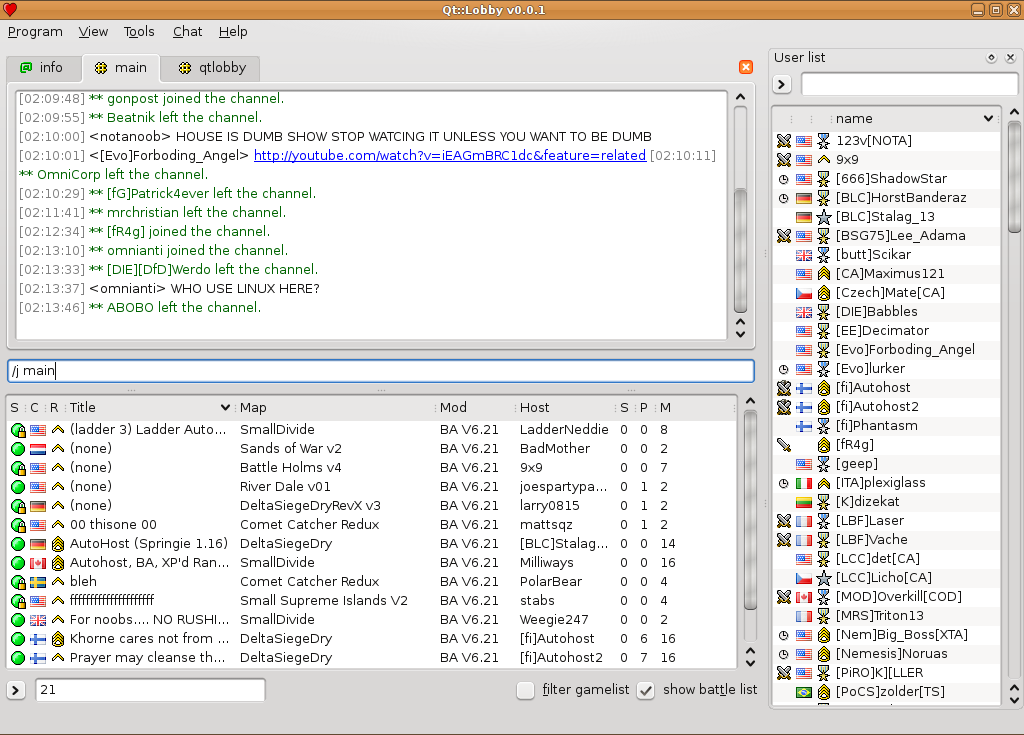 Qt::Lobby v0.0.1
Program View Tools Chat Help
info main qtlobby
[02:09:48] ** gonpost joined the channel.
[02:09:55] ** Beatnik left the channel.
[02:10:00] <notanoob> HOUSE IS DUMB SHOW STOP WATCING IT UNLESS YOU WANT TO BE DUMB
[02:10:01] <[Evo]Forboding_Angel> http://youtube.com/watch?v=iEAGmBRC1dc&feature=related [02:10:11]
** OmniCorp left the channel.
[02:10:29] ** [fG]Patrick4ever left the channel.
[02:11:41] ** mrchristian left the channel.
[02:12:34] ** [fR4g] joined the channel.
[02:13:10] ** omnianti joined the channel.
[02:13:33] ** [DIE][DfD]Werdo left the channel.
[02:13:37] <omnianti> WHO USE LINUX HERE?
[02:13:46] ** ABOBO left the channel.
/j main
S C R Title Map Mod Host S P M
(ladder 3) Ladder Auto... SmallDivide BA V6.21 LadderNeddie 0 0 8
(none) Sands of War v2 BA V6.21 BadMother 0 0 2
(none) Battle Holms v4 BA V6.21 9x9 0 0 7
(none) River Dale v01 BA V6.21 joespartypa... 0 1 2
(none) DeltaSiegeDryRevX v3 BA V6.21 larry0815 0 1 2
00 thisone 00 Comet Catcher Redux BA V6.21 mattsqz 0 1 2
AutoHost (Springie 1.16) DeltaSiegeDry BA V6.21 [BLC]Stalag... 0 0 14
Autohost, BA, XP'd Ran... SmallDivide BA V6.21 Milliways 0 0 16
bleh Comet Catcher Redux BA V6.21 PolarBear 0 0 4
ffffffffffffffffffffff Small Supreme Islands V2 BA V6.21 stabs 0 0 4
For noobs.... NO RUSHI... SmallDivide BA V6.21 Weegie247 0 0 2
Khorne cares not from ... DeltaSiegeDry BA V6.21 [fi]Autohost 0 6 16
Prayer may cleanse th... DeltaSiegeDry BA V6.21 [fi]Autohost2 0 7 16
21 filter gamelist show battle list
User list
name
123v[NOTA]
9x9
[666]ShadowStar
[BLC]HorstBanderaz
[BLC]Stalag_13
[BSG75]Lee_Adama
[butt]Scikar
[CA]Maximus121
[Czech]Mate[CA]
[DIE]Babbles
[EE]Decimator
[Evo]Forboding_Angel
[Evo]lurker
[fi]Autohost
[fi]Autohost2
[fi]Phantasm
[fR4g]
[geep]
[ITA]plexiglass
[K]dizekat
[LBF]Laser
[LBF]Vache
[LCC]det[CA]
[LCC]Licho[CA]
[MOD]Overkill[COD]
[MRS]Triton13
[Nem]Big_Boss[XTA]
[Nemesis]Noruas
[PiRO]K][LLER
[PoCS]zolder[TS]